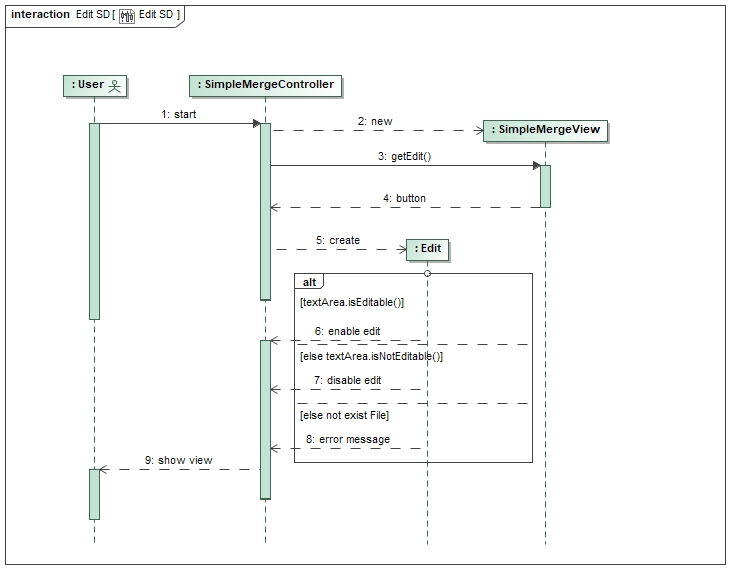 interaction Edit SD [ Edit SD ]
: User
: SimpleMergeController
1: start
2: new
: SimpleMergeView
3: getEdit()
4: button
5: create
: Edit
alt
[textArea.isEditable()]
6: enable edit
[else textArea.isNotEditable()]
7: disable edit
[else not exist File]
8: error message
9: show view